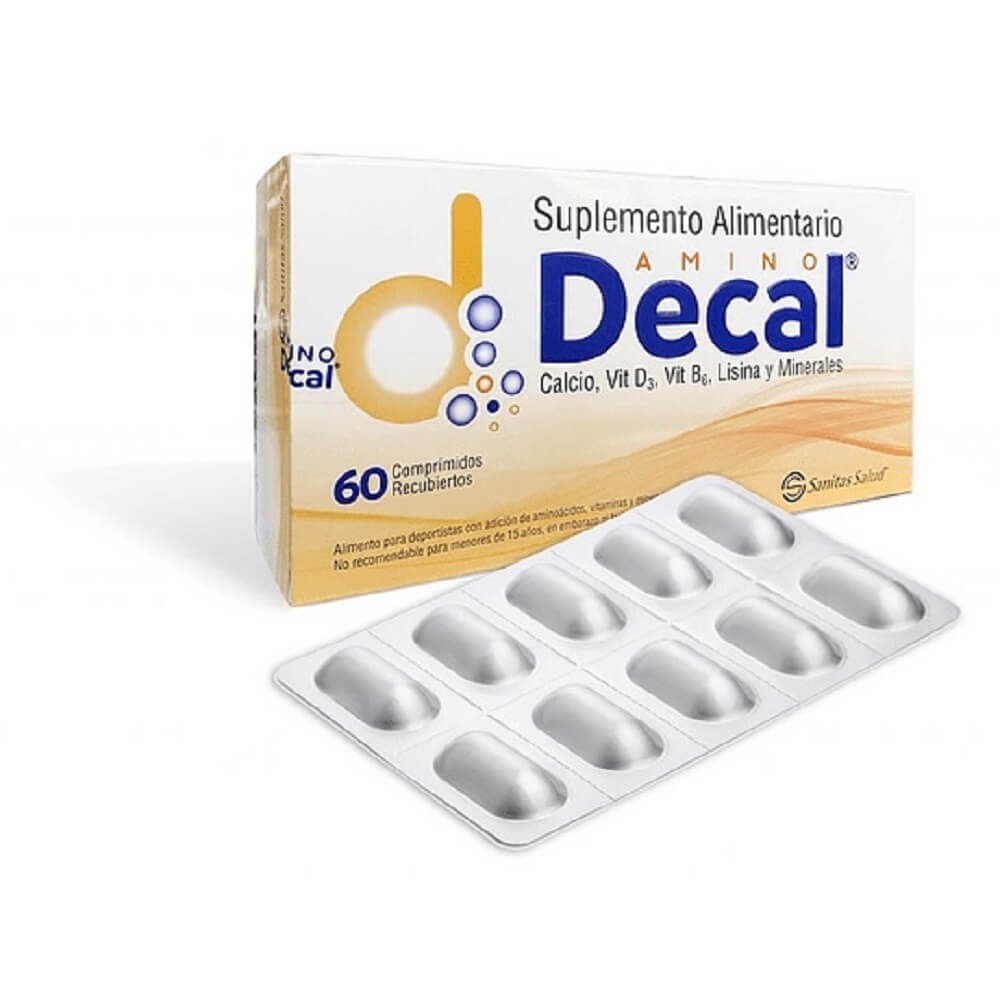 Suplemento Alimentario
AMINO
Decal®
Calcio, Vit D3, Vit B6, Lisina y Minerales
60 Comprimidos
Recubiertos
Sanitas Salud
Alimento para deportistas con adición de aminoácidos, vitaminas y
No recomendable para menores de 15 años, en embarazo
INO
cal®